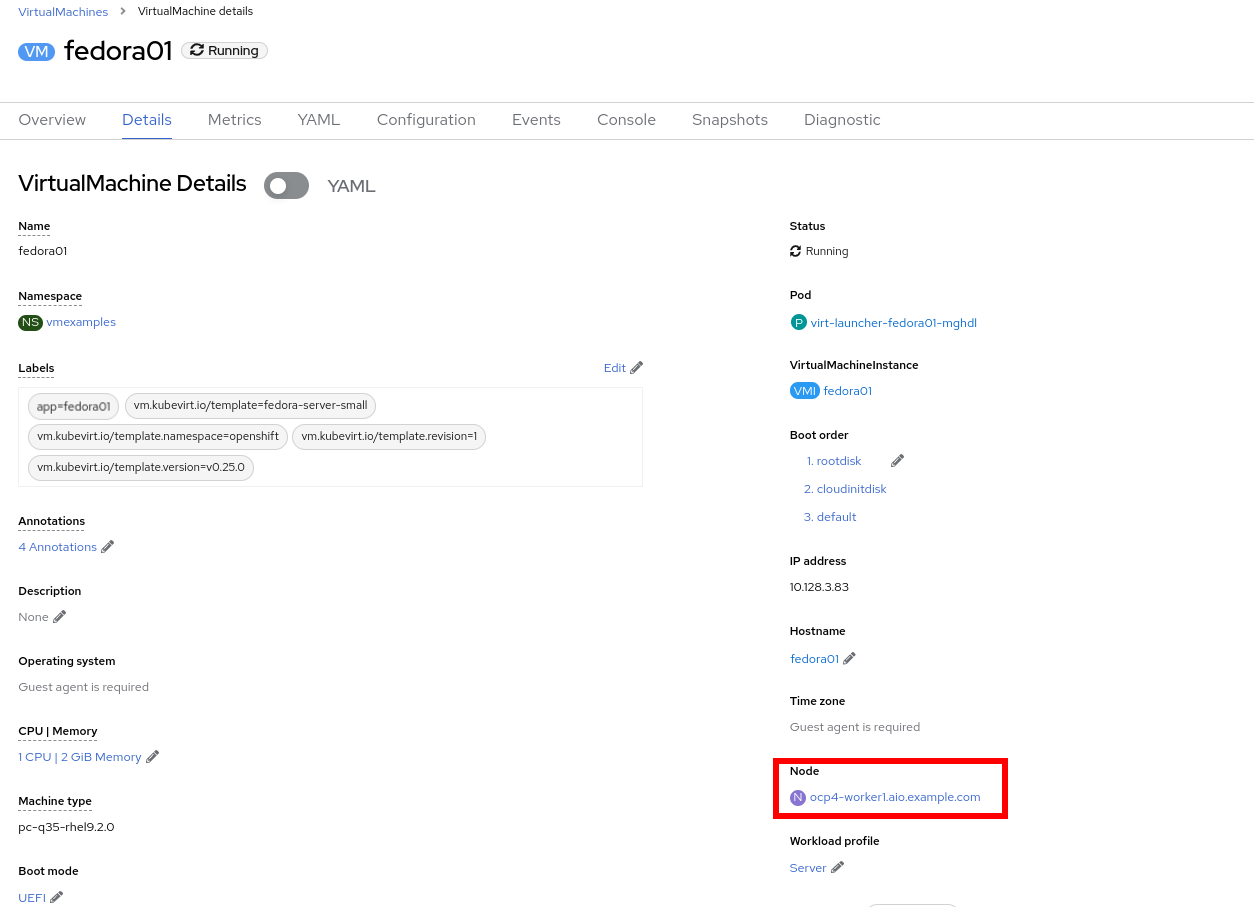 VirtualMachines > VirtualMachine details
VM fedora01 Running
Overview Details Metrics YAML Configuration Events Console Snapshots Diagnostic
VirtualMachine Details YAML
Name
fedora01
Namespace
NS vmexamples
Labels Edit
app=fedora01 vm.kubevirt.io/template=fedora-server-small
vm.kubevirt.io/template.namespace=openshift vm.kubevirt.io/template.revision=1
vm.kubevirt.io/template.version=v0.25.0
Annotations
4 Annotations
Description
None
Operating system
Guest agent is required
CPU | Memory
1 CPU | 2 GiB Memory
Machine type
pc-q35-rhel9.2.0
Boot mode
UEFI
Status
Running
Pod
P virt-launcher-fedora01-mghdl
VirtualMachineInstance
VMI fedora01
Boot order
1. rootdisk
2. cloudinitdisk
3. default
IP address
10.128.3.83
Hostname
fedora01
Time zone
Guest agent is required
Node
N ocp4-worker1.aio.example.com
Workload profile
Server